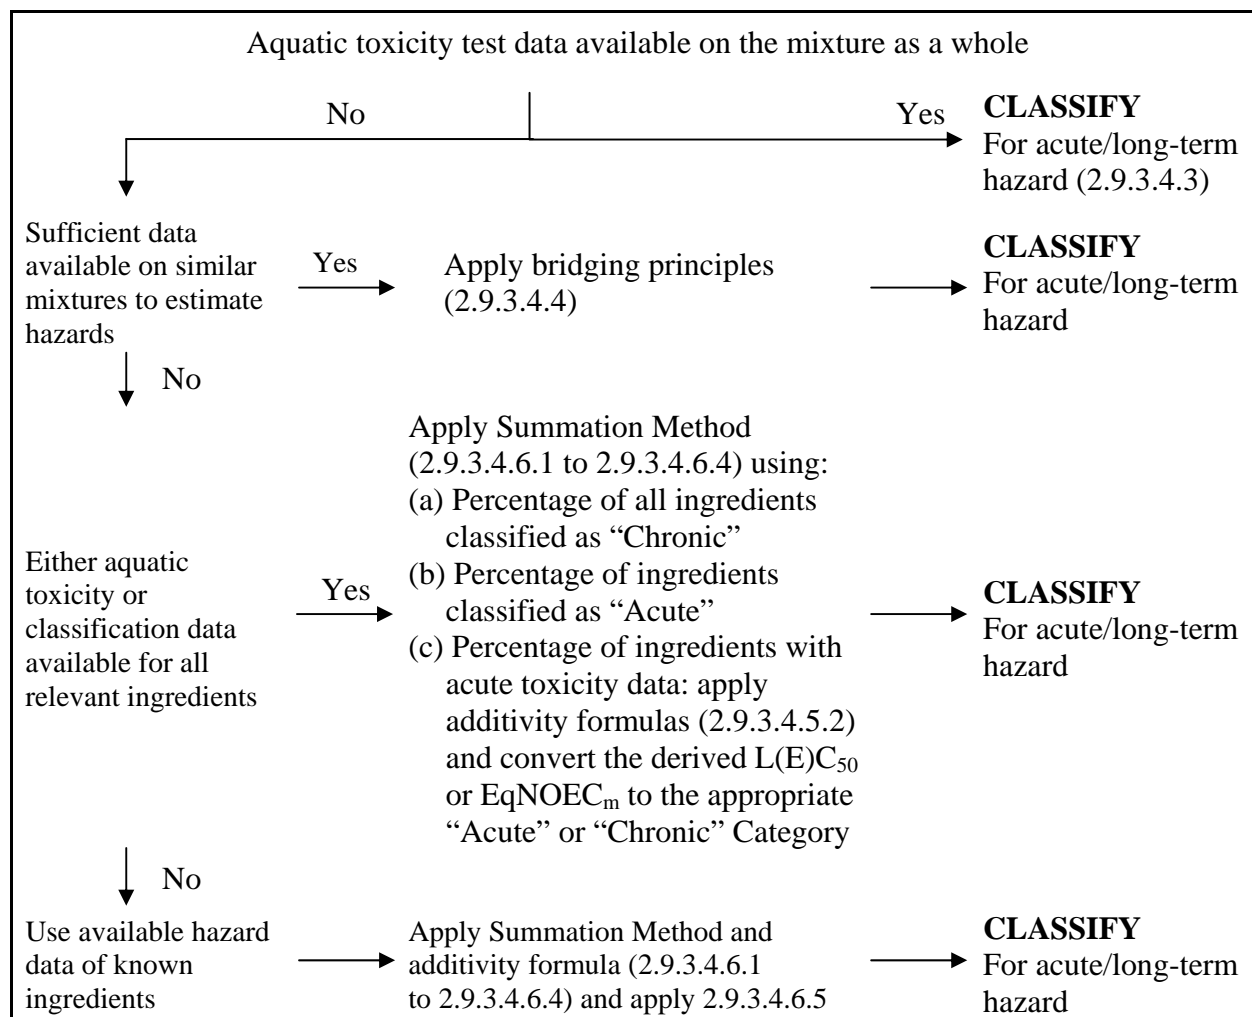 Aquatic toxicity test data available on the mixture as a whole
No
Yes
CLASSIFY
For acute/long-term
hazard (2.9.3.4.3)
Sufficient data
available on similar
mixtures to estimate
hazards
Yes
Apply bridging principles
(2.9.3.4.4)
CLASSIFY
For acute/long-term
hazard
No
Either aquatic
toxicity or
classification data
available for all
relevant ingredients
Yes
Apply Summation Method
(2.9.3.4.6.1 to 2.9.3.4.6.4) using:
(a) Percentage of all ingredients
classified as “Chronic”
(b) Percentage of ingredients
classified as “Acute”
(c) Percentage of ingredients with
acute toxicity data: apply
additivity formulas (2.9.3.4.5.2)
and convert the derived L(E)C₅₀
or EqNOECₘ to the appropriate
“Acute” or “Chronic” Category
CLASSIFY
For acute/long-term
hazard
No
Use available hazard
data of known
ingredients
Apply Summation Method and
additivity formula (2.9.3.4.6.1
to 2.9.3.4.6.4) and apply 2.9.3.4.6.5
CLASSIFY
For acute/long-term
hazard